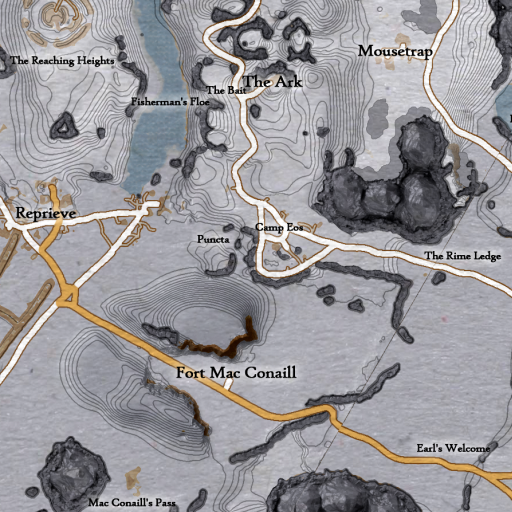 Mousetrap
The Reaching Heights
The Ark
The Bait
Fisherman's Floe
Reprieve
Camp Eos
Puncta
The Rime Ledge
Fort Mac Conaill
Earl's Welcome
Mac Conaill's Pass